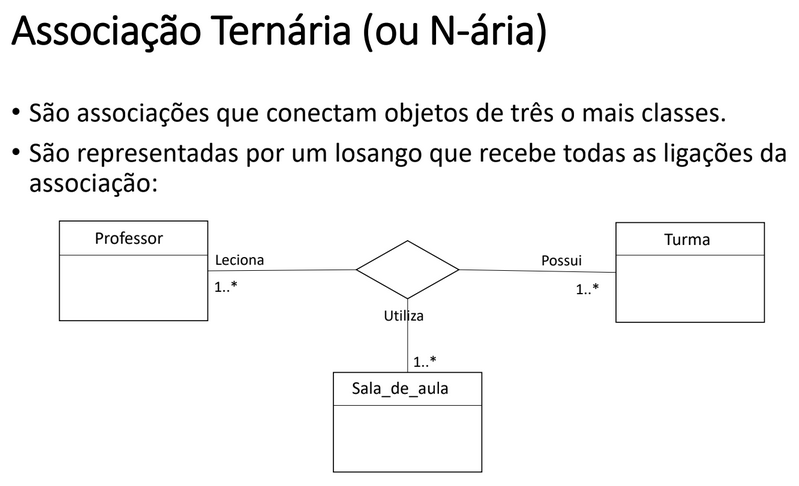 Associação Ternária (ou N-ária)
• São associações que conectam objetos de três o mais classes.
• São representadas por um losango que recebe todas as ligações da
associação:
Professor
Turma
Leciona
Possui
1..*
1..*
Utiliza
1..*
Sala_de_aula